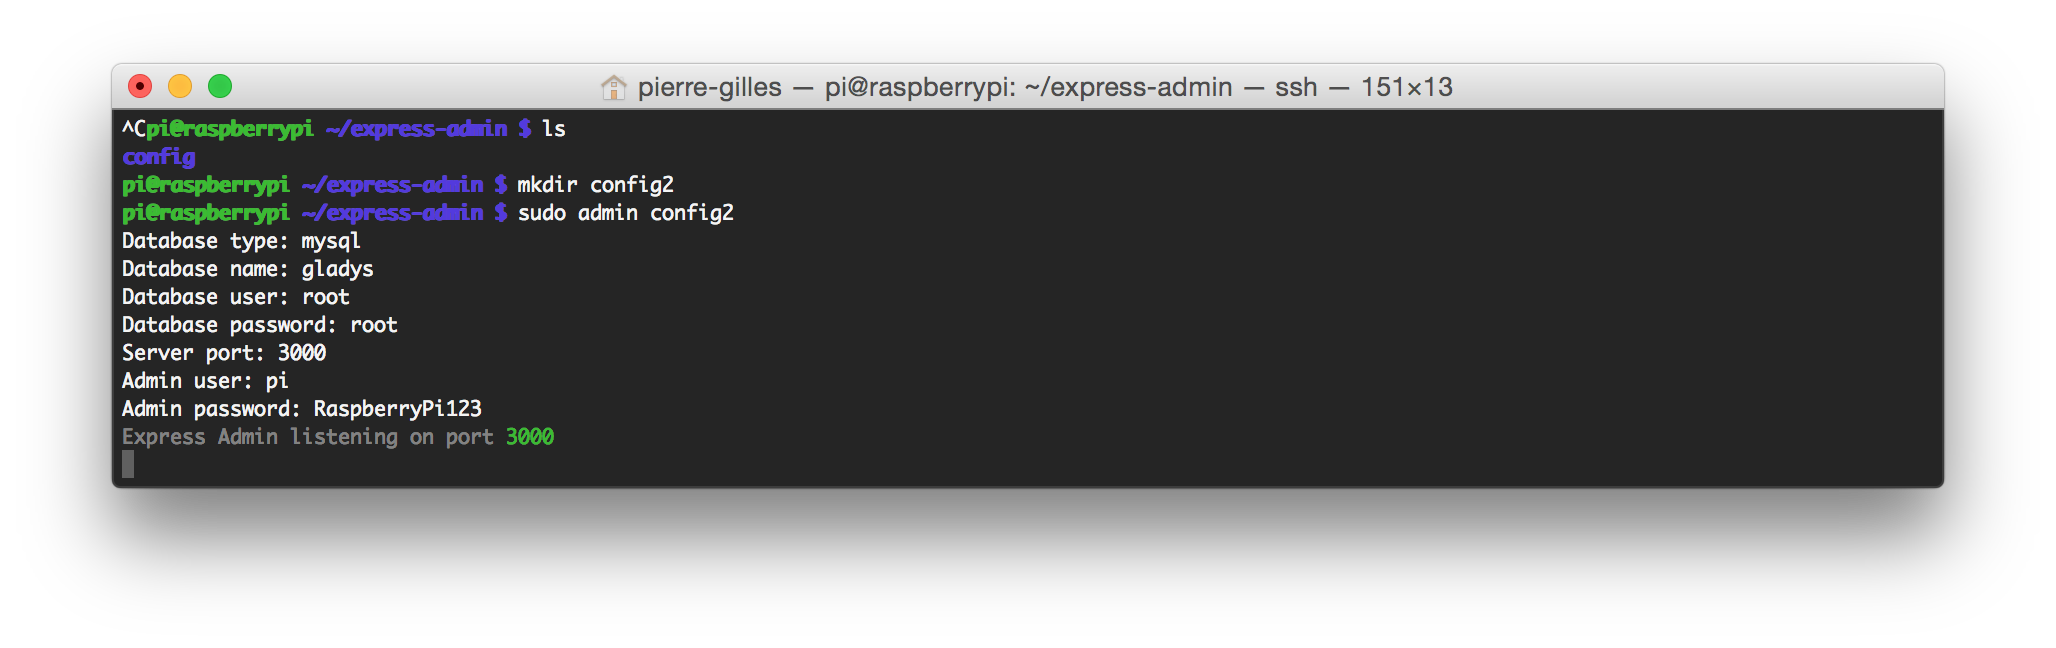 pierre-gilles — pi@raspberrypi: ~/express-admin — ssh — 151×13
^Cpi@raspberrypi ~/express-admin $ ls
config
pi@raspberrypi ~/express-admin $ mkdir config2
pi@raspberrypi ~/express-admin $ sudo admin config2
Database type: mysql
Database name: gladys
Database user: root
Database password: root
Server port: 3000
Admin user: pi
Admin password: RaspberryPi123
Express Admin listening on port 3000